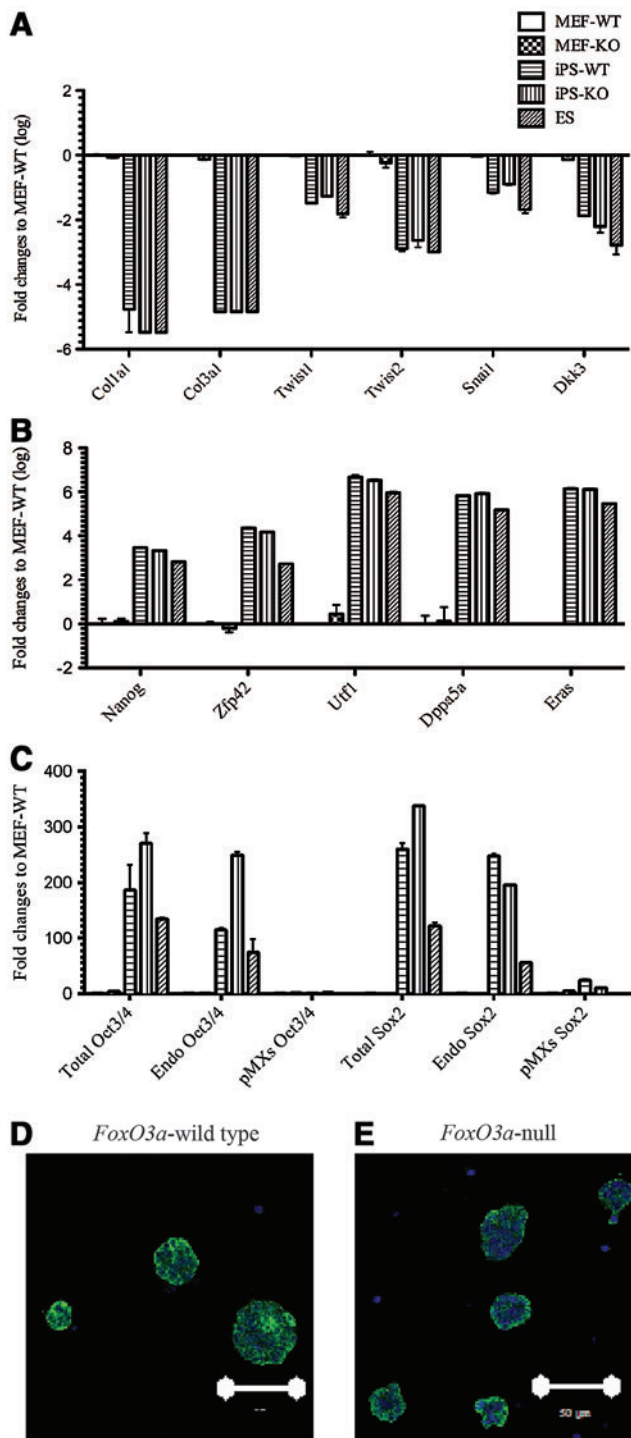 A
MEF-WT
MEF-KO
iPS-WT
iPS-KO
ES
Fold changes to MEF-WT (log)
2
0
-2
-4
-6
Col1a1
Col3a1
Twist1
Twist2
Snai1
Dkk3
B
Fold changes to MEF-WT (log)
8
6
4
2
0
-2
Nanog
Zfp42
Utf1
Dppa5a
Eras
C
Fold changes to MEF-WT
400
300
200
100
0
Total Oct3/4
Endo Oct3/4
pMXs Oct3/4
Total Sox2
Endo Sox2
pMXs Sox2
D
FoxO3a-wild type
E
FoxO3a-null
50 µm